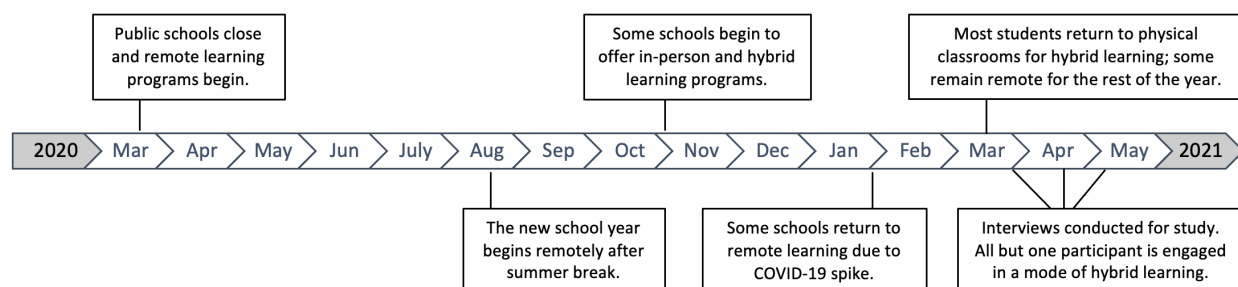 Public schools close
and remote learning
programs begin.
Some schools begin to
offer in-person and hybrid
learning programs.
Most students return to physical
classrooms for hybrid learning; some
remain remote for the rest of the year.
2020 Mar Apr May Jun July Aug Sep Oct Nov Dec Jan Feb Mar Apr May 2021
The new school year
begins remotely after
summer break.
Some schools return to
remote learning due to
COVID-19 spike.
Interviews conducted for study.
All but one participant is engaged
in a mode of hybrid learning.